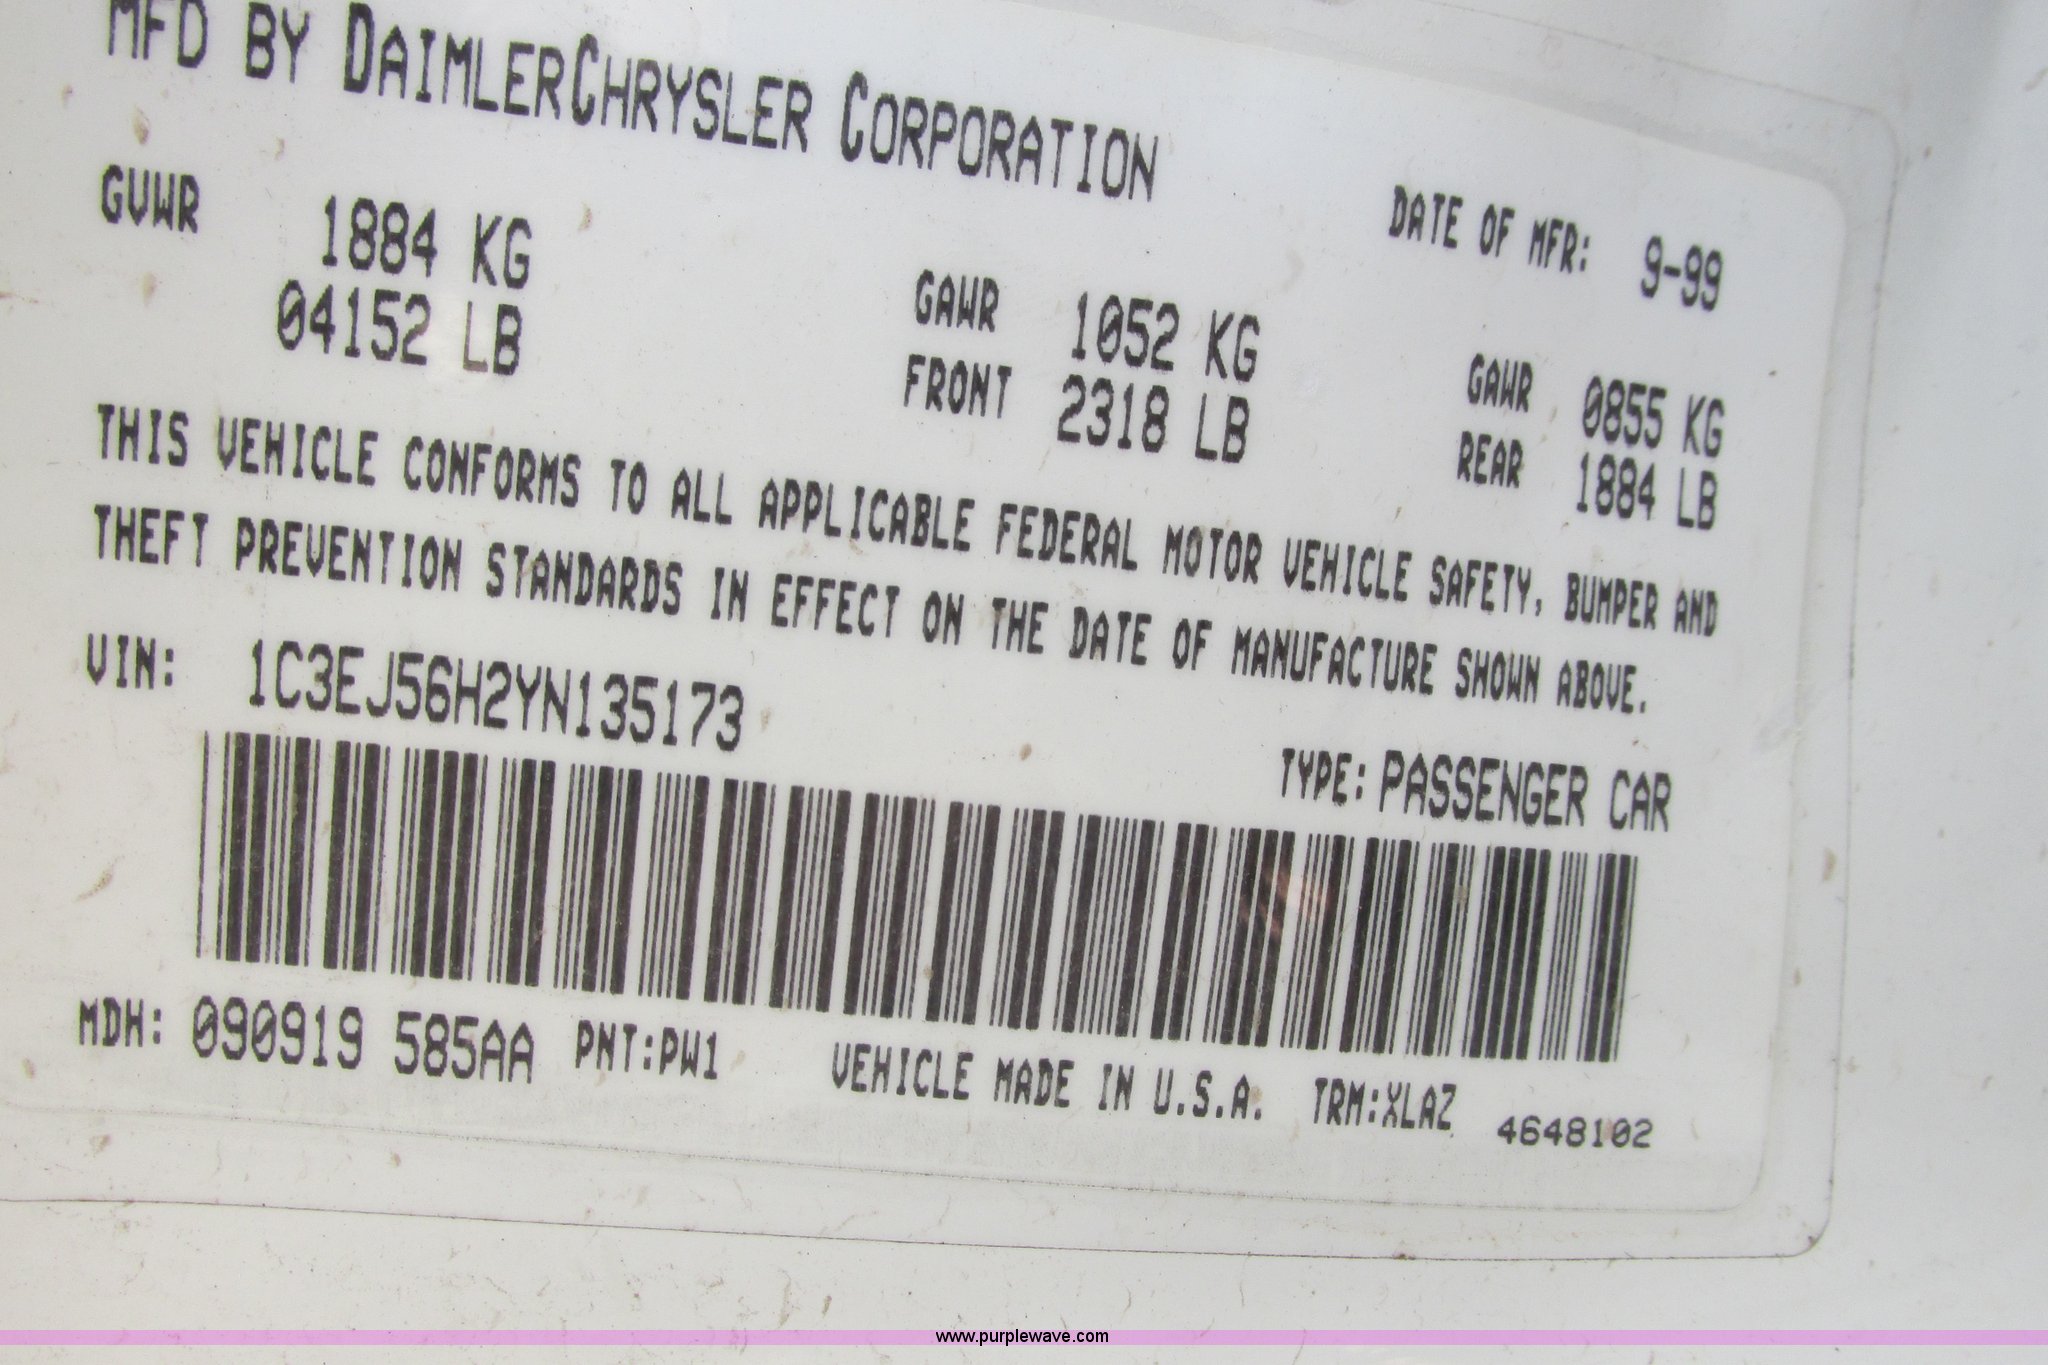 MFD BY DAIMLERCHRYSLER CORPORATION
DATE OF MFR: 9-99
GVWR 1884 KG
04152 LB
GAWR 1052 KG
FRONT 2318 LB
GAWR 0855 KG
REAR 1884 LB
THIS VEHICLE CONFORMS TO ALL APPLICABLE FEDERAL MOTOR VEHICLE SAFETY, BUMPER AND
THEFT PREVENTION STANDARDS IN EFFECT ON THE DATE OF MANUFACTURE SHOWN ABOVE.
VIN: 1C3EJ56H2YN135173
TYPE: PASSENGER CAR
MDH: 090919 585AA PNT:PW1 VEHICLE MADE IN U.S.A. TRM:XLAZ 4648102
www.purplewave.com